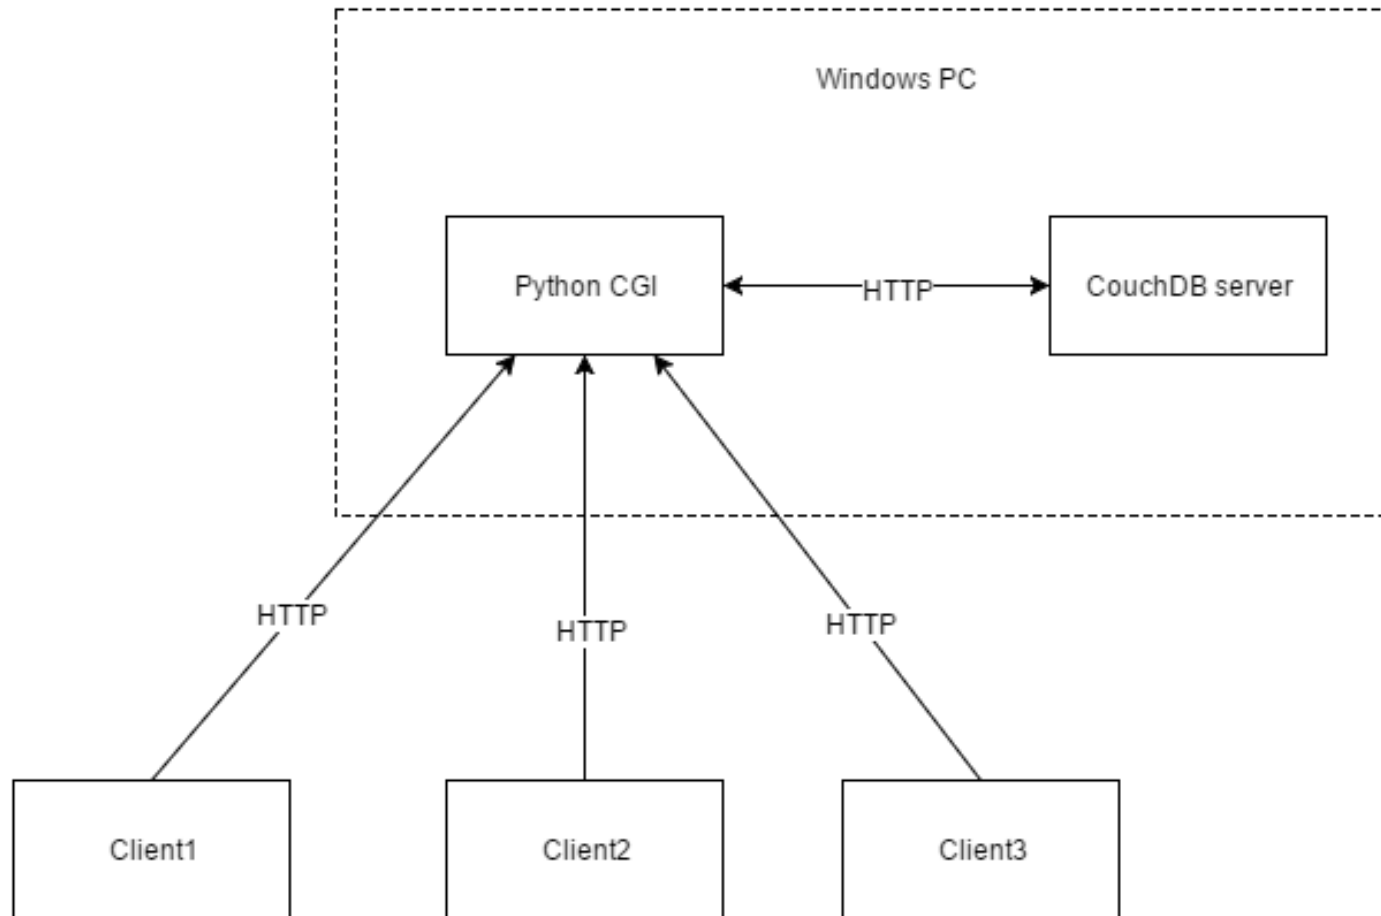 Windows PC
Python CGI
HTTP
CouchDB server
HTTP
HTTP
HTTP
Client1
Client2
Client3